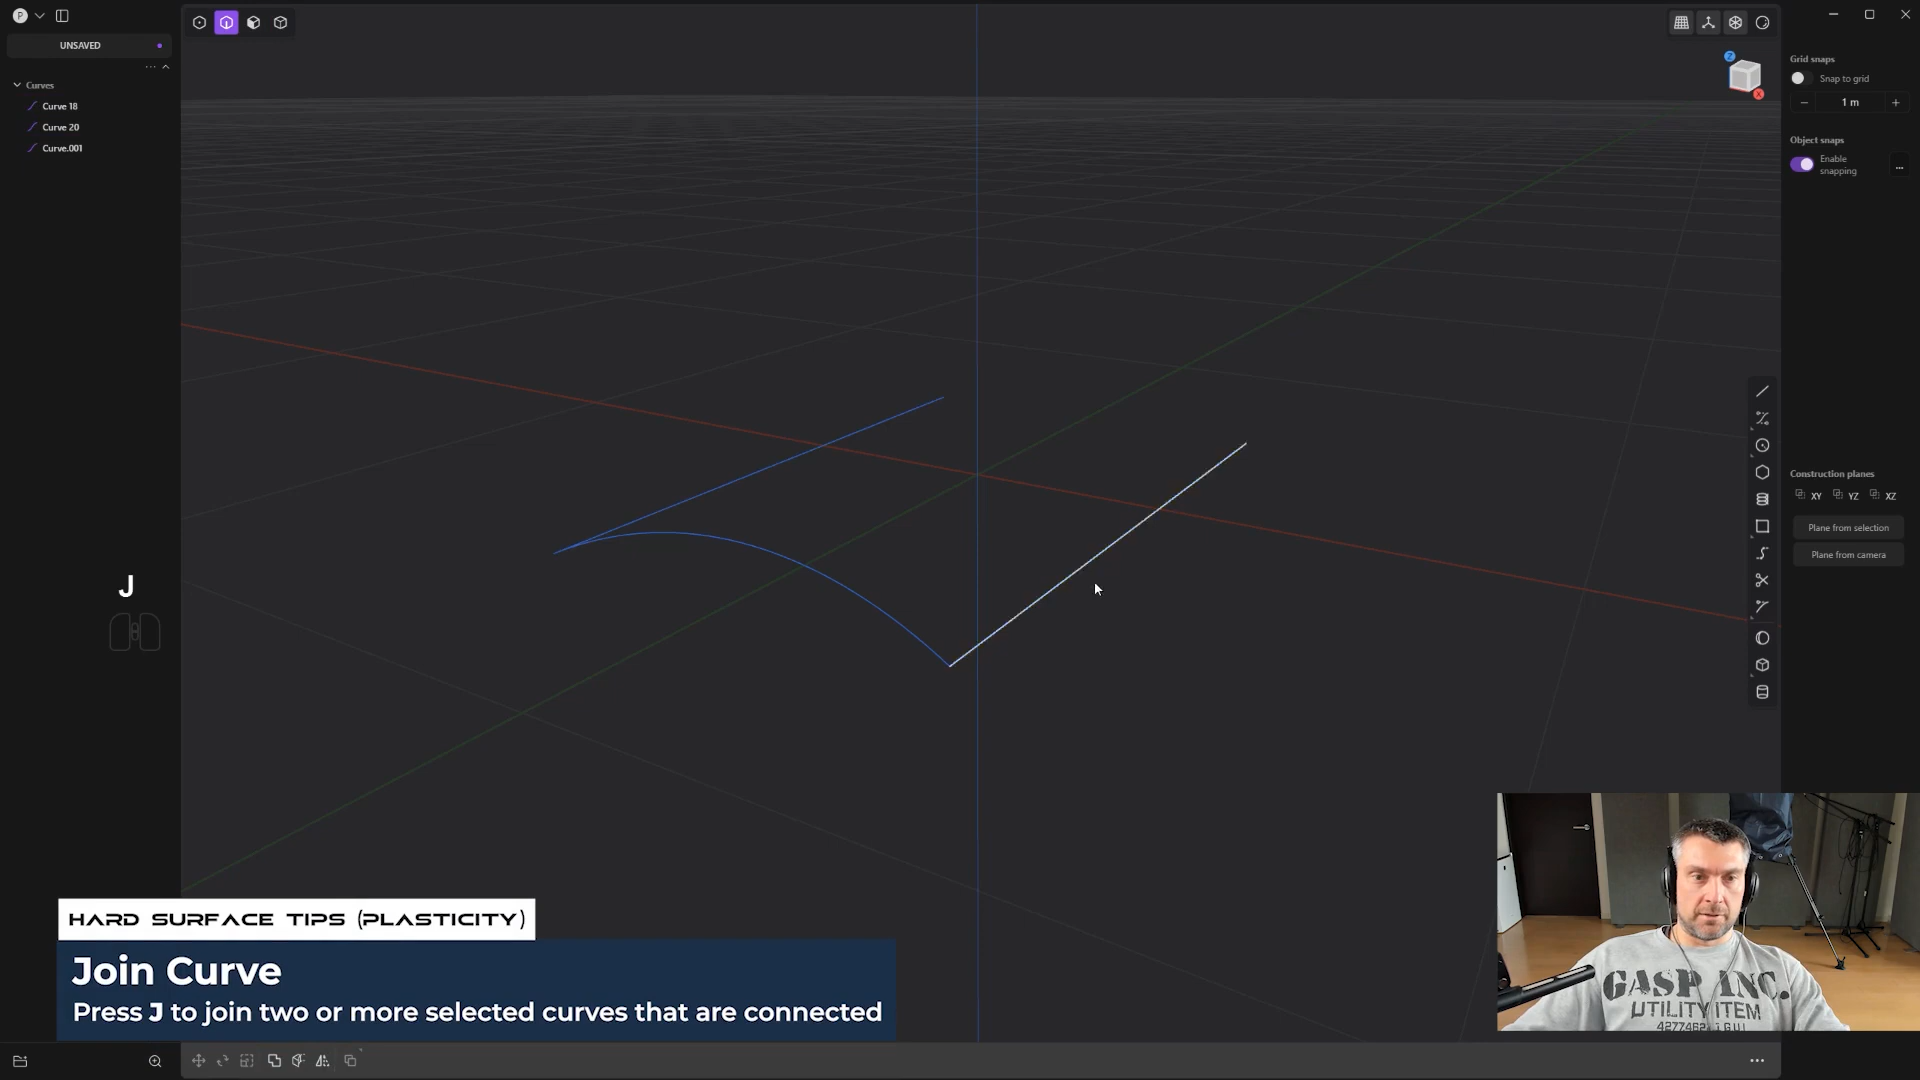 P
UNSAVED
...
Curves
Curve 18
Curve 20
Curve.001
Z
X
Grid snaps
Snap to grid
− 1 m +
Object snaps
Enable
snapping
...
Construction planes
XY YZ XZ
Plane from selection
Plane from camera
J
HARD SURFACE TIPS (PLASTICITY)
Join Curve
Press J to join two or more selected curves that are connected
GASP INC.
UTILITY ITEM